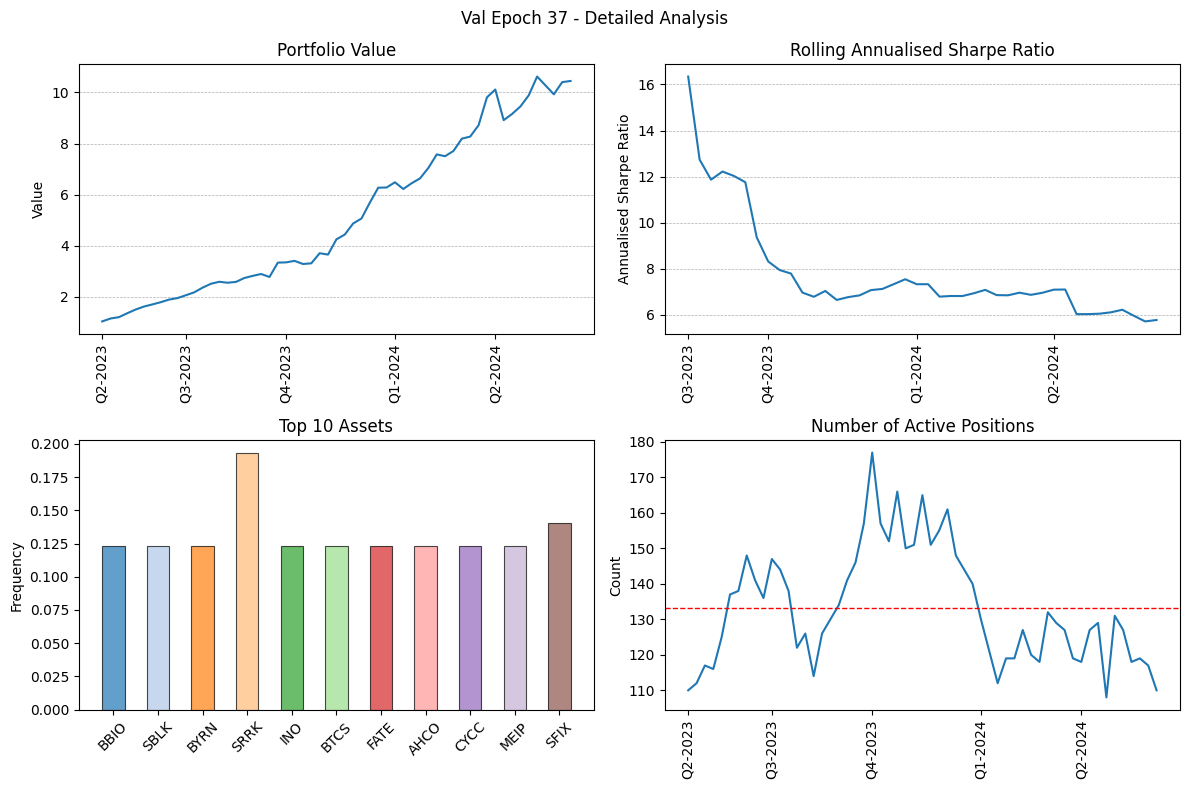 Val Epoch 37 - Detailed Analysis
Portfolio Value
Value
10
8
6
4
2
Q2-2023
Q3-2023
Q4-2023
Q1-2024
Q2-2024
Rolling Annualised Sharpe Ratio
Annualised Sharpe Ratio
16
14
12
10
8
6
Q3-2023
Q4-2023
Q1-2024
Q2-2024
Top 10 Assets
Frequency
0.200
0.175
0.150
0.125
0.100
0.075
0.050
0.025
0.000
BBIO
SBLK
BYRN
SRRK
INO
BTCS
FATE
AHCO
CYCC
MEIP
SFIX
Number of Active Positions
Count
180
170
160
150
140
130
120
110
Q2-2023
Q3-2023
Q4-2023
Q1-2024
Q2-2024